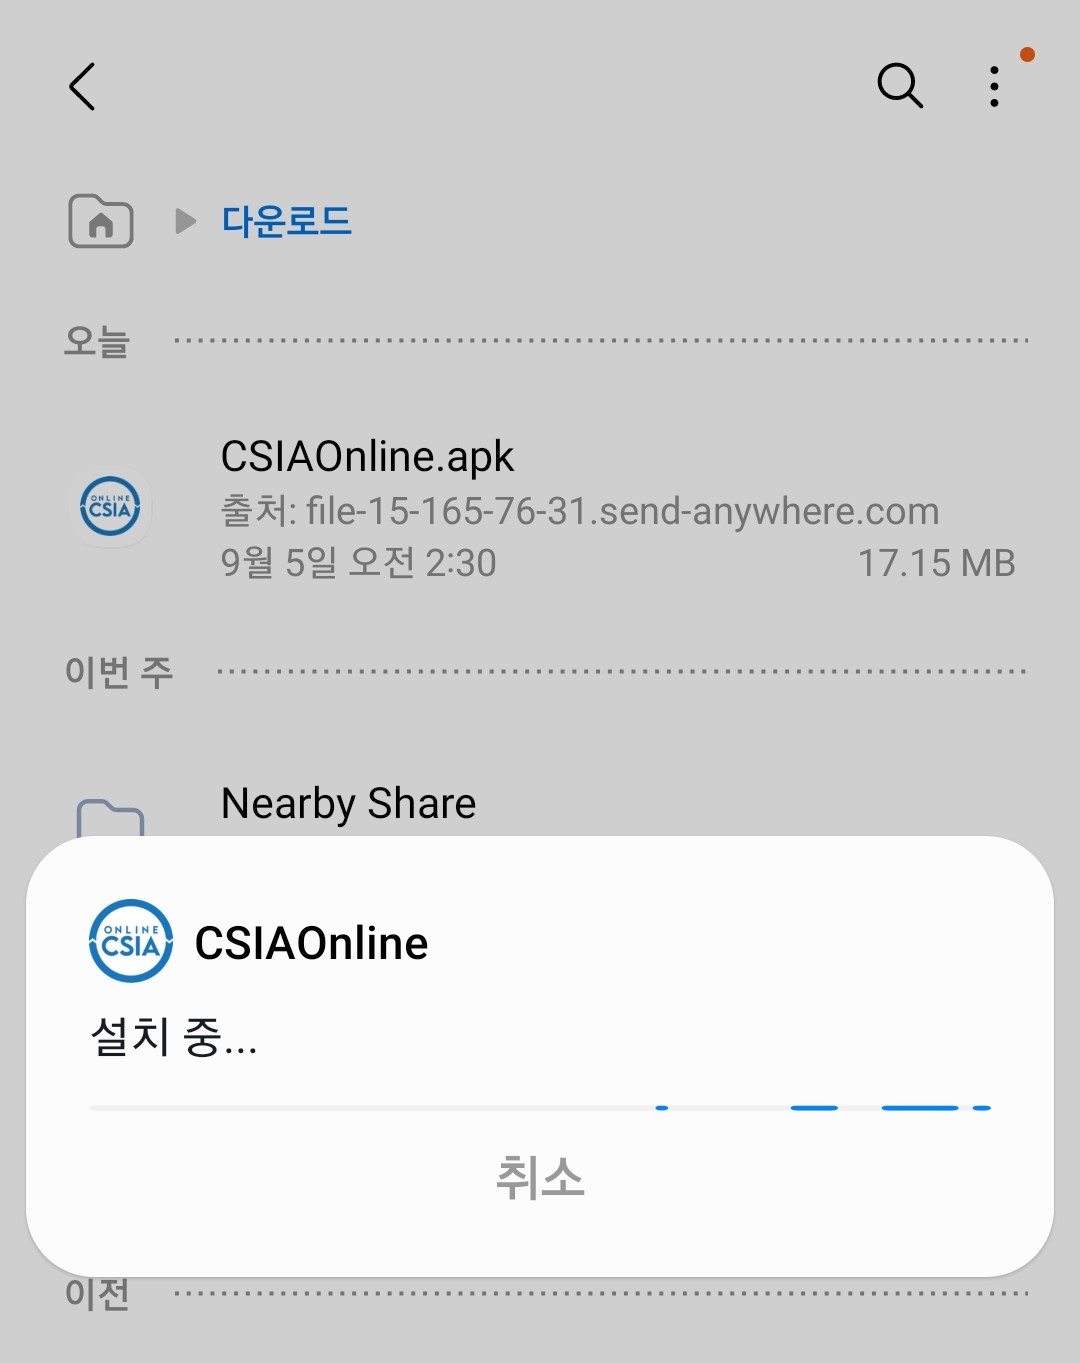 다운로드
오늘
CSIAOnline.apk
ONLINE
CSIA
출처: file-15-165-76-31.send-anywhere.com
9월 5일 오전 2:30 17.15 MB
이번 주
Nearby Share
ONLINE
CSIA
CSIAOnline
설치 중...
취소
이전